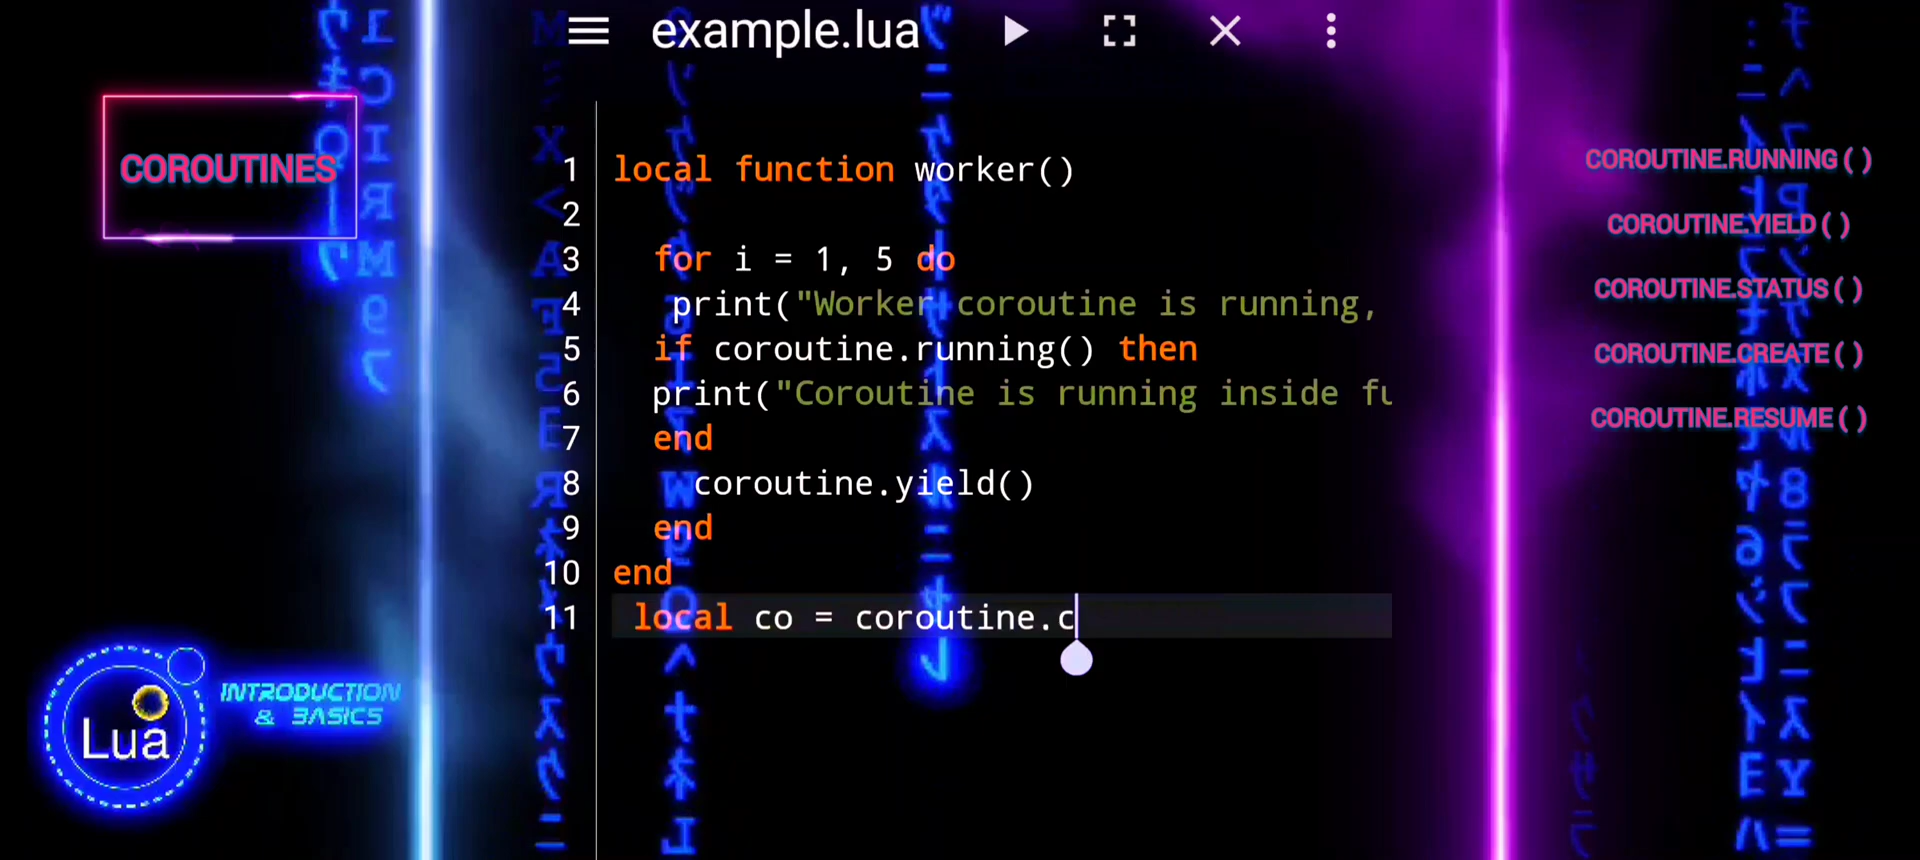 example.lua
COROUTINES
1 local function worker()
2
3 for i = 1, 5 do
4 print("Worker coroutine is running,
5 if coroutine.running() then
6 print("Coroutine is running inside fu
7 end
8 coroutine.yield()
9 end
10 end
11 local co = coroutine.c
COROUTINE.RUNNING ( )
COROUTINE.YIELD ( )
COROUTINE.STATUS ( )
COROUTINE.CREATE ( )
COROUTINE.RESUME ( )
Lua
INTRODUCTION
& BASICS